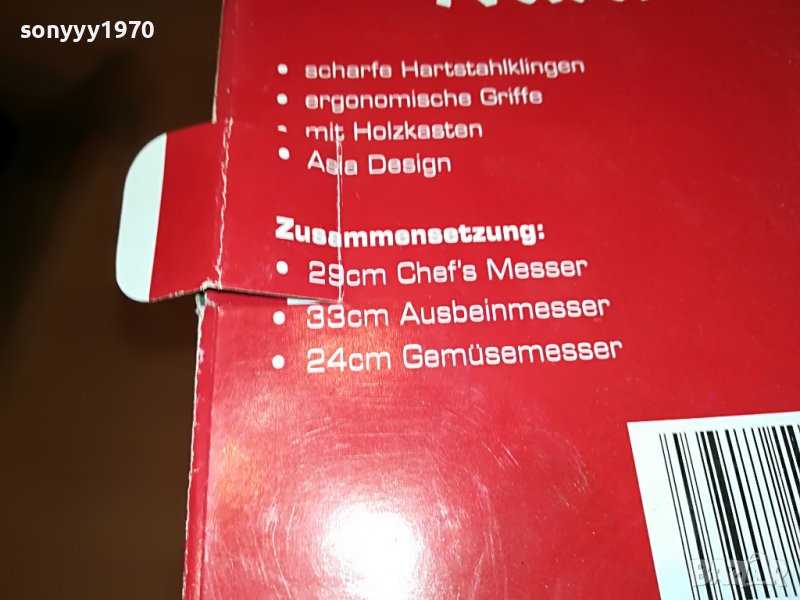 sonyyy1970
• scharfe Hartstahlklingen
• ergonomische Griffe
• mit Holzkasten
• Asia Design
Zusammensetzung:
• 29cm Chef's Messer
• 33cm Ausbeinmesser
• 24cm Gemüsemesser